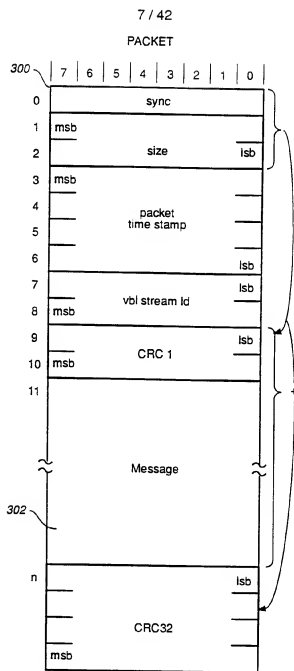 7 / 42
PACKET
300
7 6 5 4 3 2 1 0
0 sync
1 msb
2 size lsb
3 msb
4
packet
5 time stamp
6 lsb
7 lsb
vbl stream Id
8 msb
9 lsb
CRC 1
10 msb
11
Message
302
n lsb
CRC32
msb